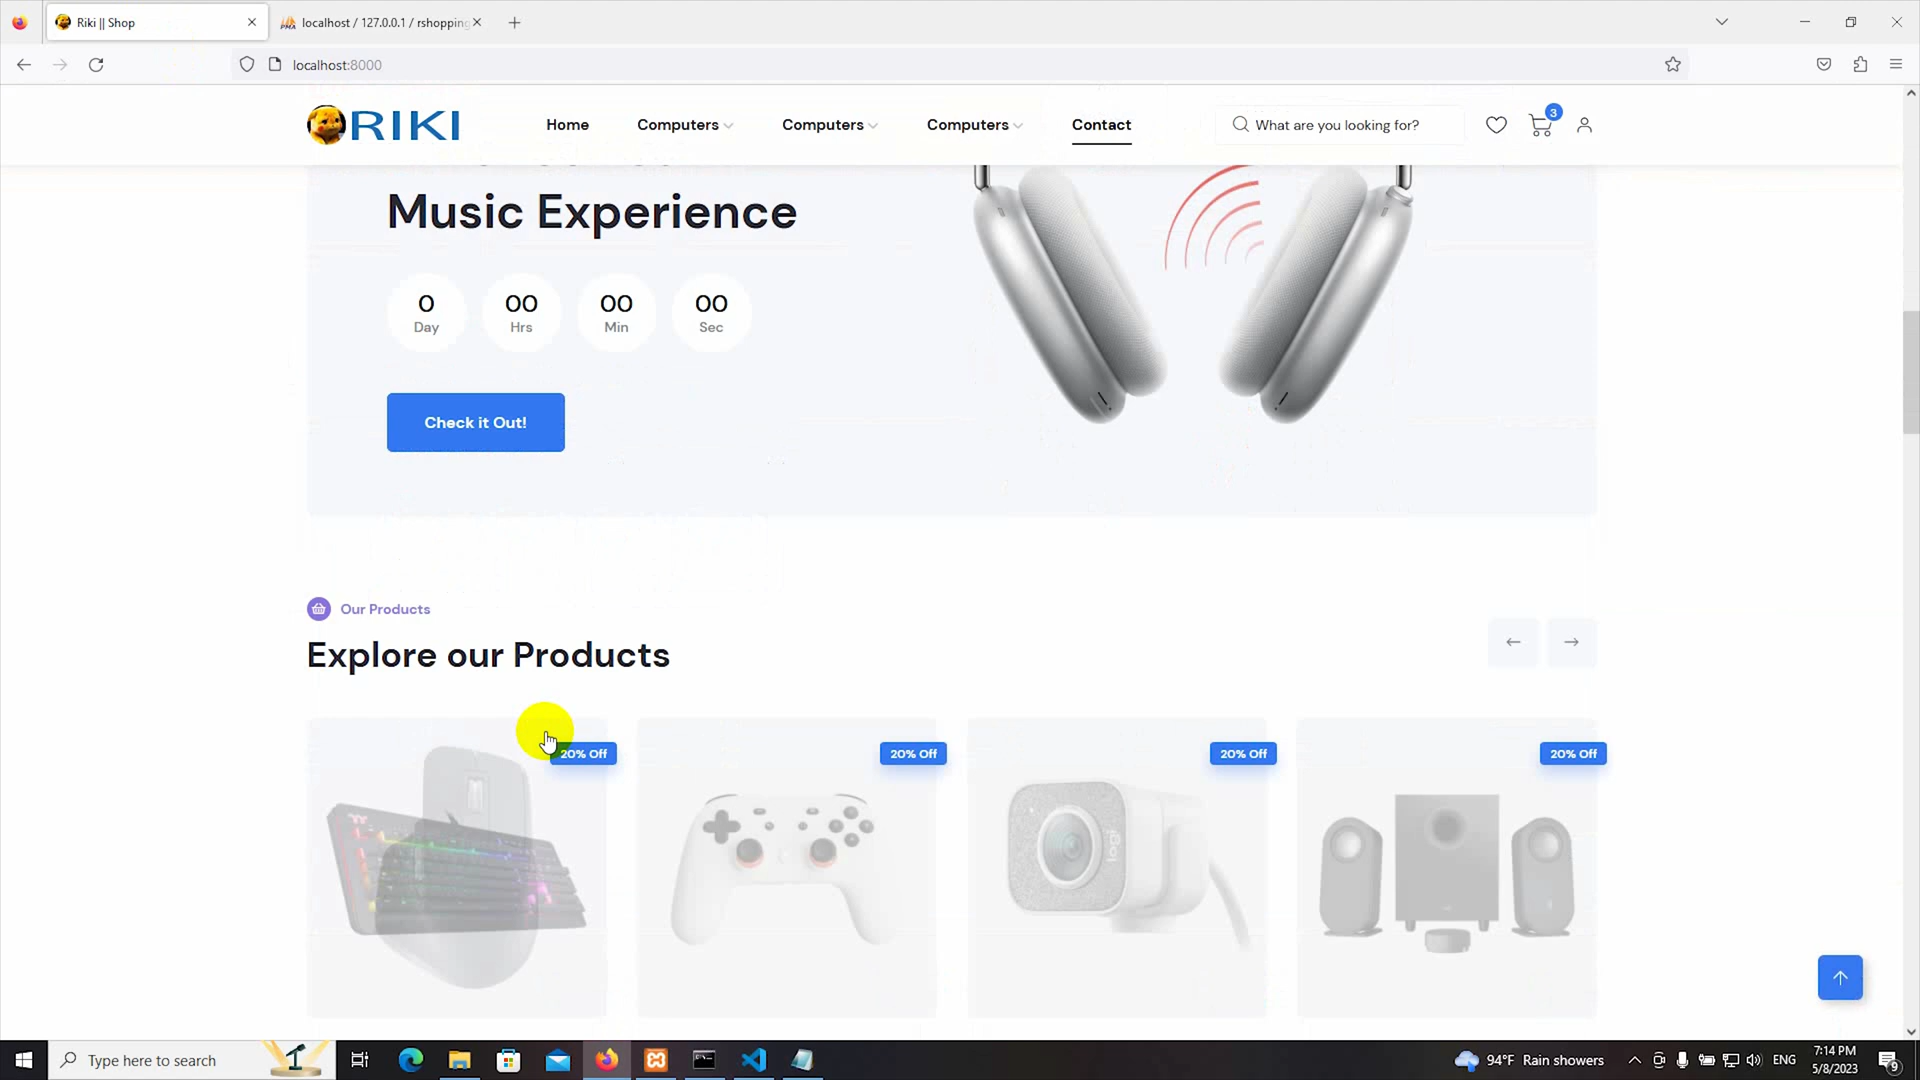 Riki || Shop
localhost / 127.0.0.1 / rshopping
localhost:8000
RIKI
Home
Computers
Computers
Computers
Contact
What are you looking for?
3
Music Experience
0
Day
00
Hrs
00
Min
00
Sec
Check it Out!
Our Products
Explore our Products
20% Off
20% Off
20% Off
20% Off
logi
Type here to search
94°F Rain showers
ENG
7:14 PM
5/8/2023
9